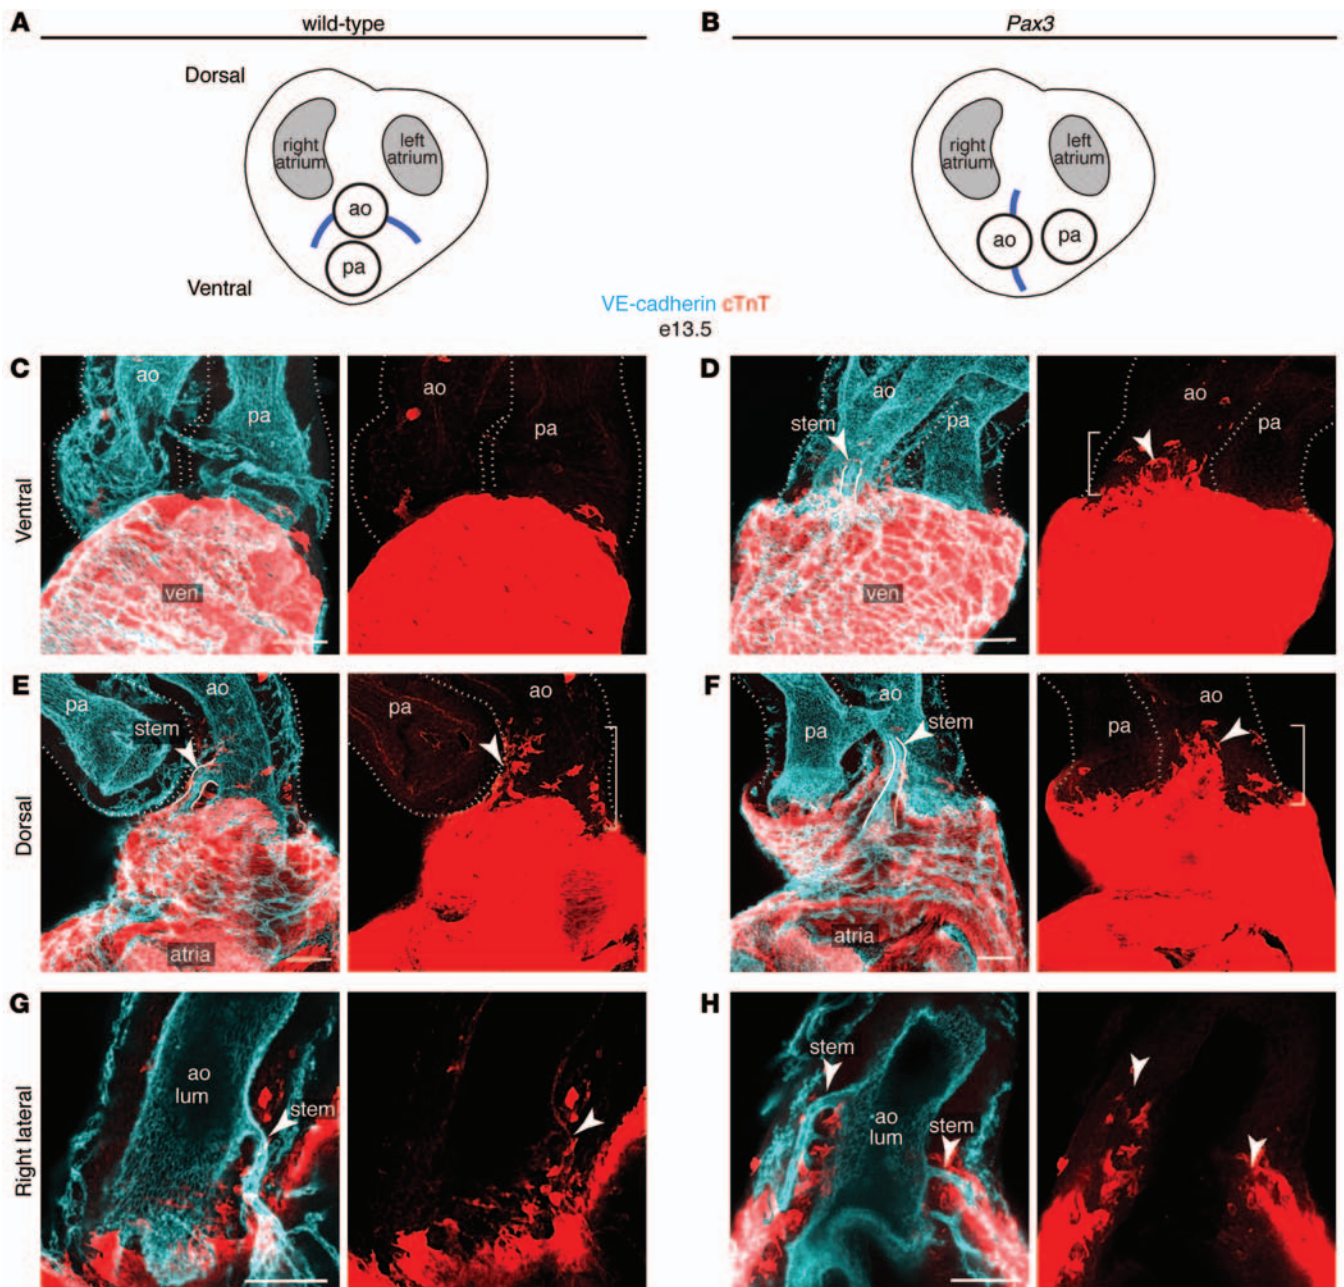 A
wild-type
B
Pax3
Dorsal
right
atrium
left
atrium
ao
pa
Ventral
right
atrium
left
atrium
ao
pa
VE-cadherin cTnT
e13.5
C
Ventral
ao
pa
ven
ao
pa
D
ao
stem
pa
ven
ao
pa
E
Dorsal
pa
ao
stem
atria
ao
pa
F
ao
stem
pa
atria
ao
pa
G
Right lateral
ao
lum
stem
H
stem
ao
lum
stem